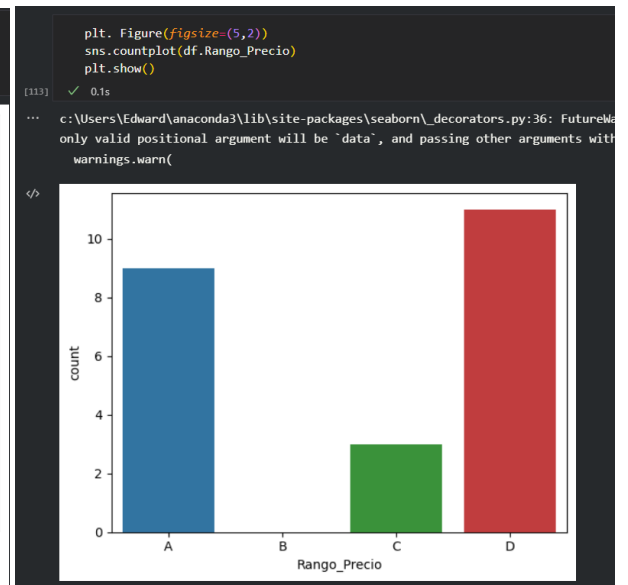 plt. Figure(figsize=(5,2))
sns.countplot(df.Rango_Precio)
plt.show()
[113] ✓ 0.1s
... c:\Users\Edward\anaconda3\lib\site-packages\seaborn\_decorators.py:36: FutureWa
only valid positional argument will be `data`, and passing other arguments with
warnings.warn(
</>
10
8
6
4
2
0
count
A B C D
Rango_Precio